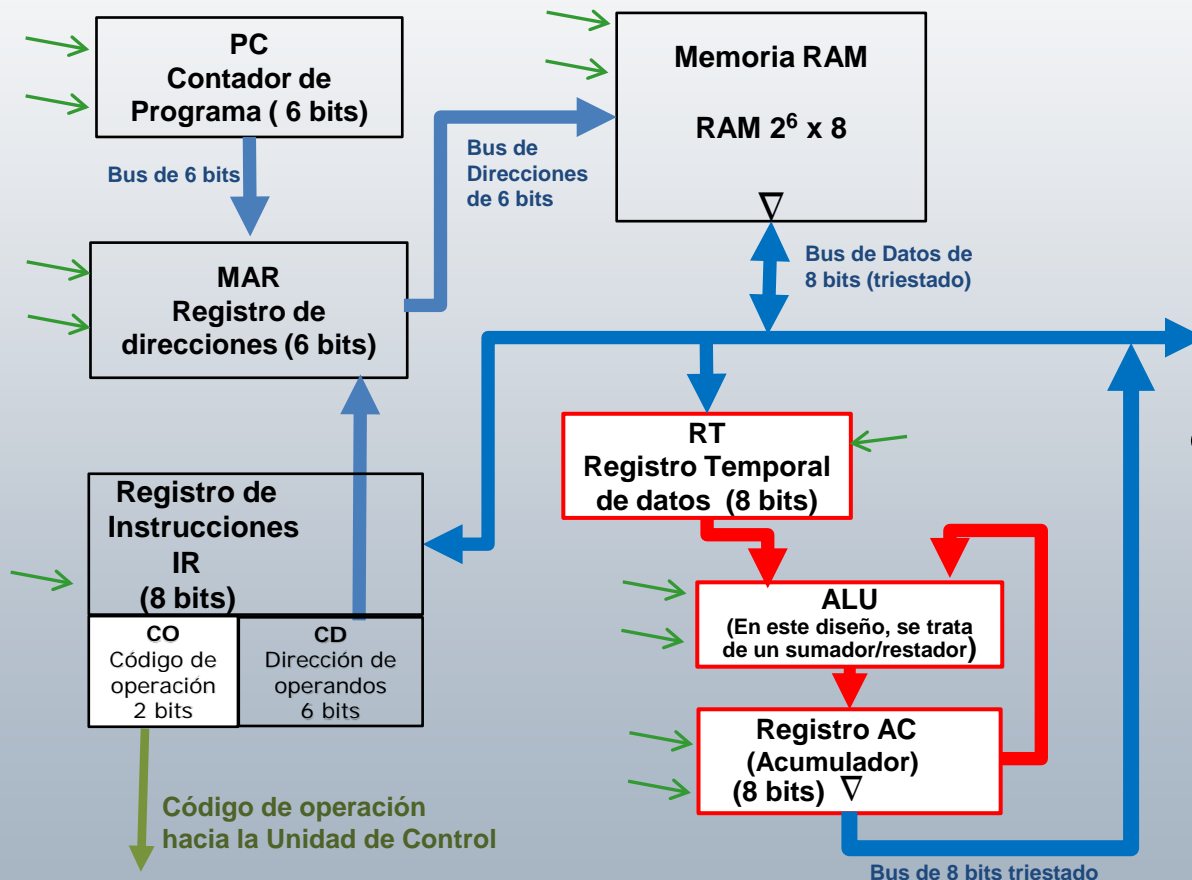 PC
Contador de
Programa ( 6 bits)
Bus de 6 bits
MAR
Registro de
direcciones (6 bits)
Bus de
Direcciones
de 6 bits
Memoria RAM
RAM 2⁶ x 8
Bus de Datos de
8 bits (triestado)
RT
Registro Temporal
de datos (8 bits)
Registro de
Instrucciones
IR
(8 bits)
CO
Código de
operación
2 bits
CD
Dirección de
operandos
6 bits
ALU
(En este diseño, se trata
de un sumador/restador)
Registro AC
(Acumulador)
(8 bits)
Código de operación
hacia la Unidad de Control
Bus de 8 bits triestado